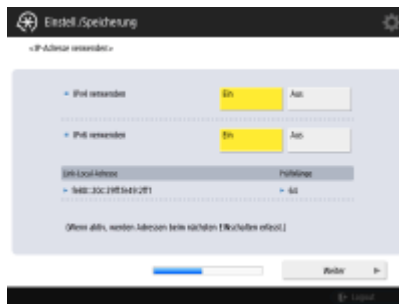 Einstell./Speicherung
<IP-Adresse verwenden>
IPv4 verwenden
Ein
Aus
IPv6 verwenden
Ein
Aus
Link-Local-Adresse
Präfixlänge
64
(Wenn aktiv, werden Adressen beim nächsten Einschalten erfasst.)
Weiter
Logout